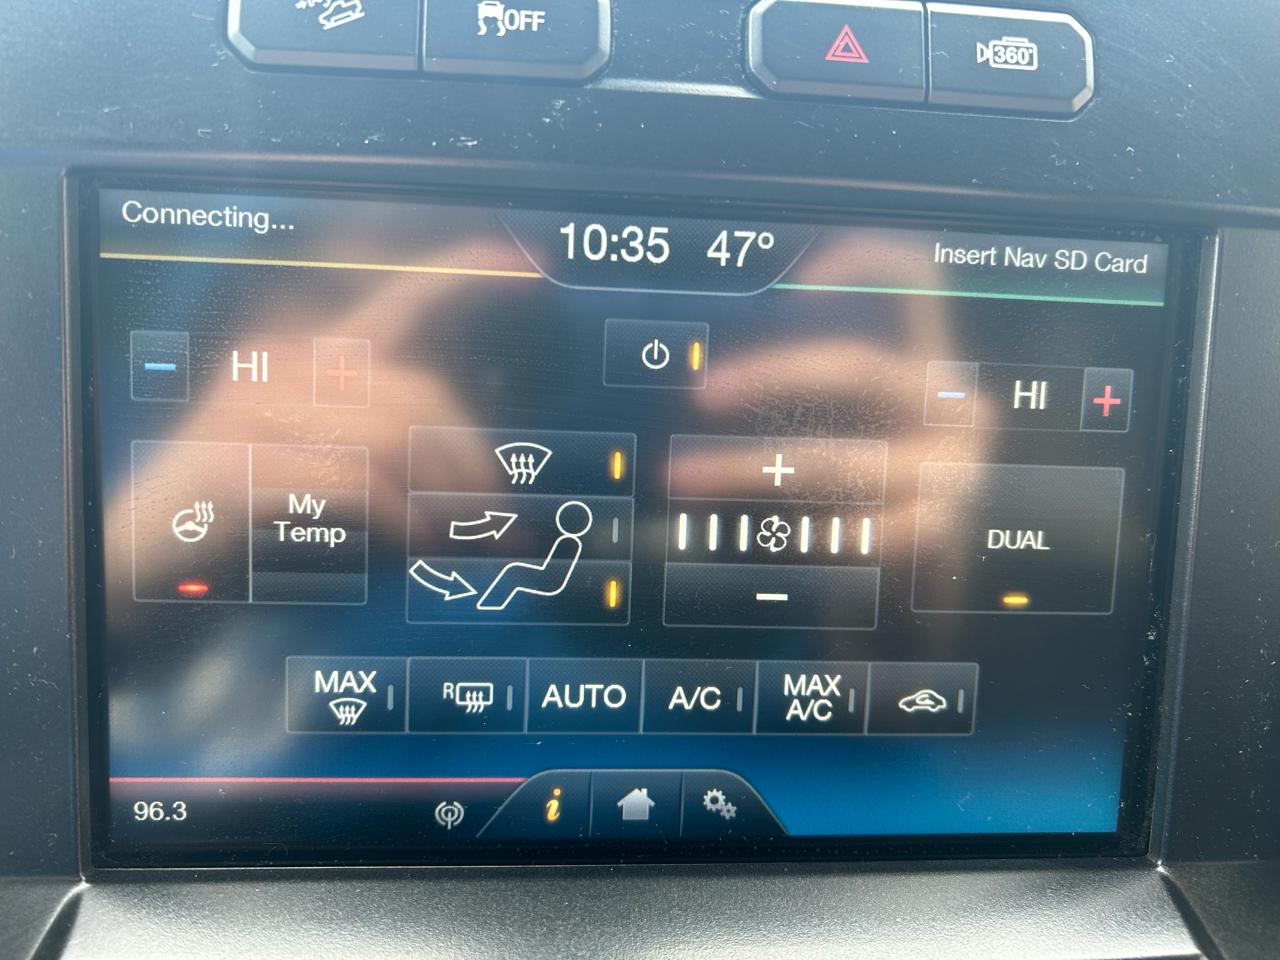 OFF
360°
Connecting...
10:35 47°
Insert Nav SD Card
HI
HI
My
Temp
DUAL
MAX
R
AUTO
A/C
MAX
A/C
96.3
i